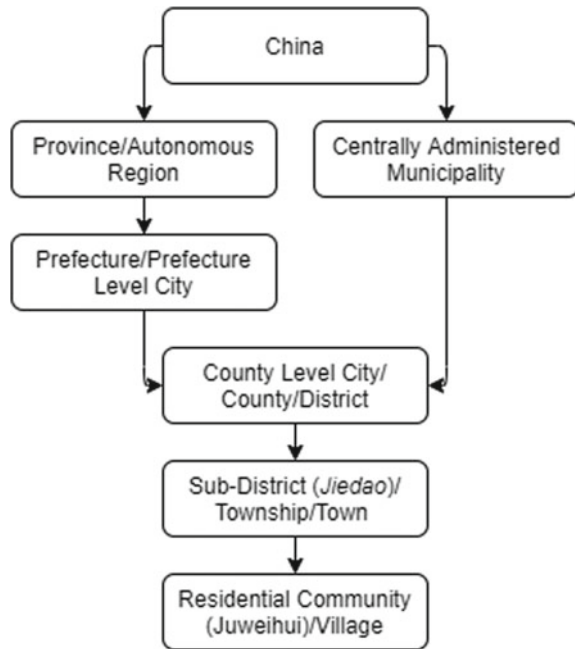 China
Province/Autonomous
Region
Centrally Administered
Municipality
Prefecture/Prefecture
Level City
County Level City/
County/District
Sub-District (Jiedao)/
Township/Town
Residential Community
(Juweihui)/Village